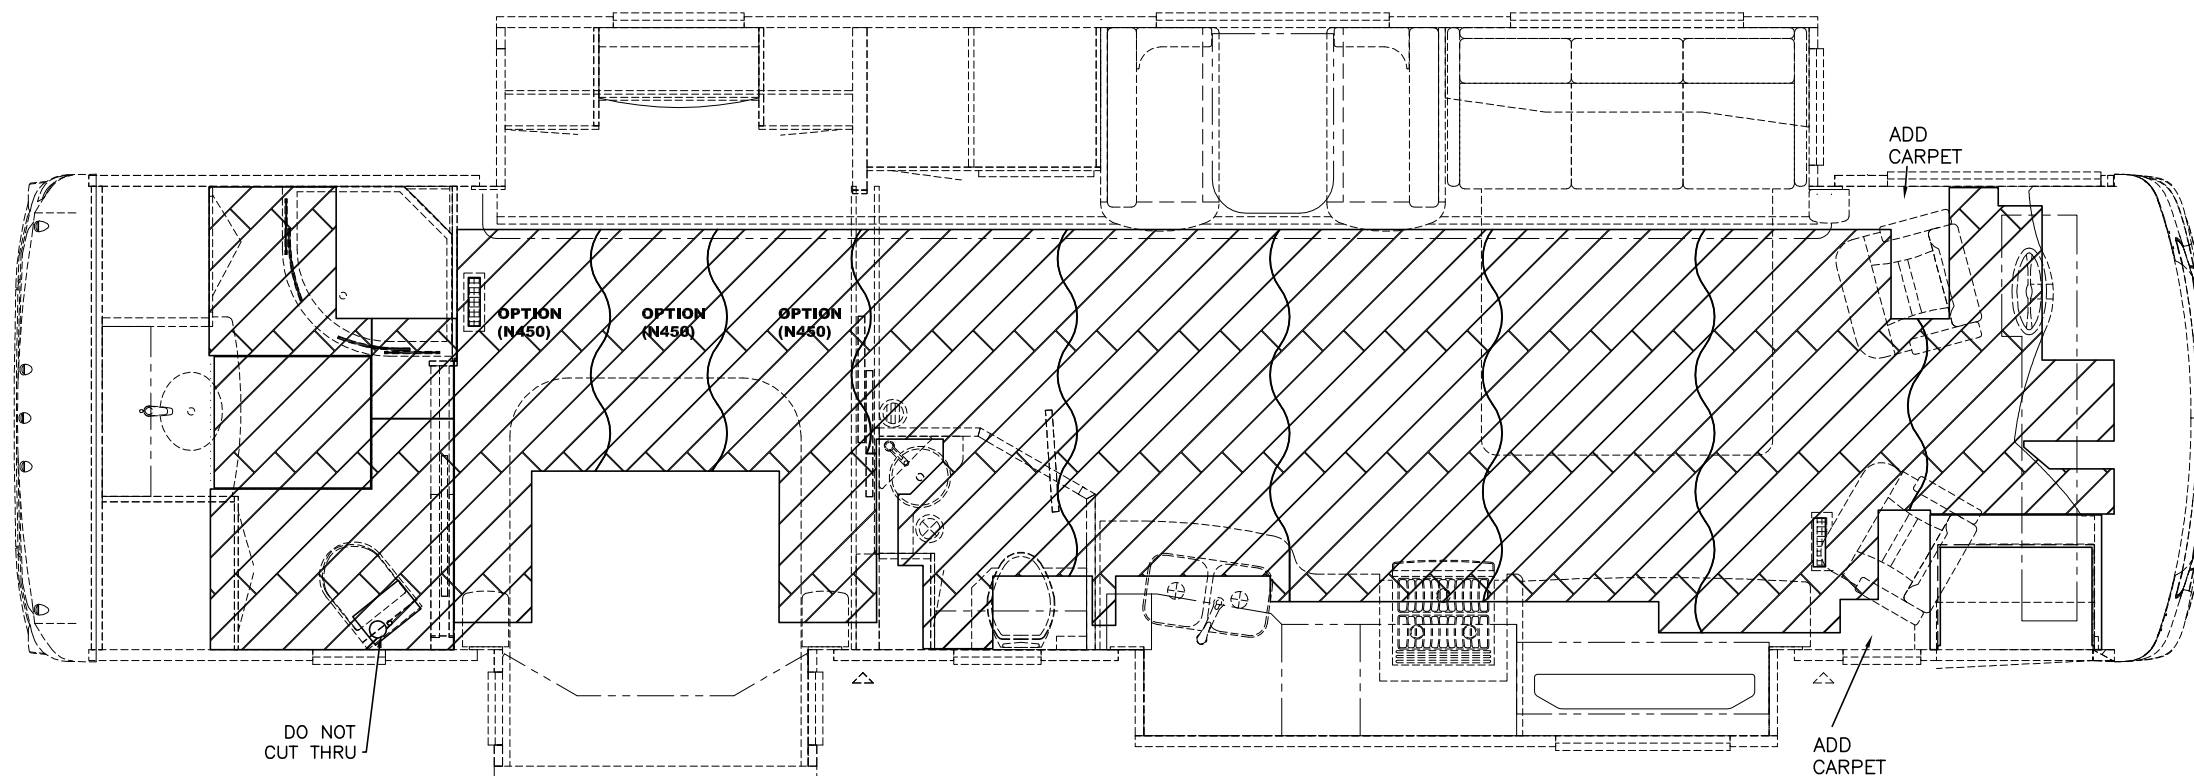 ADD
CARPET
OPTION
(N450)
OPTION
(N450)
OPTION
(N450)
DO NOT
CUT THRU
ADD
CARPET